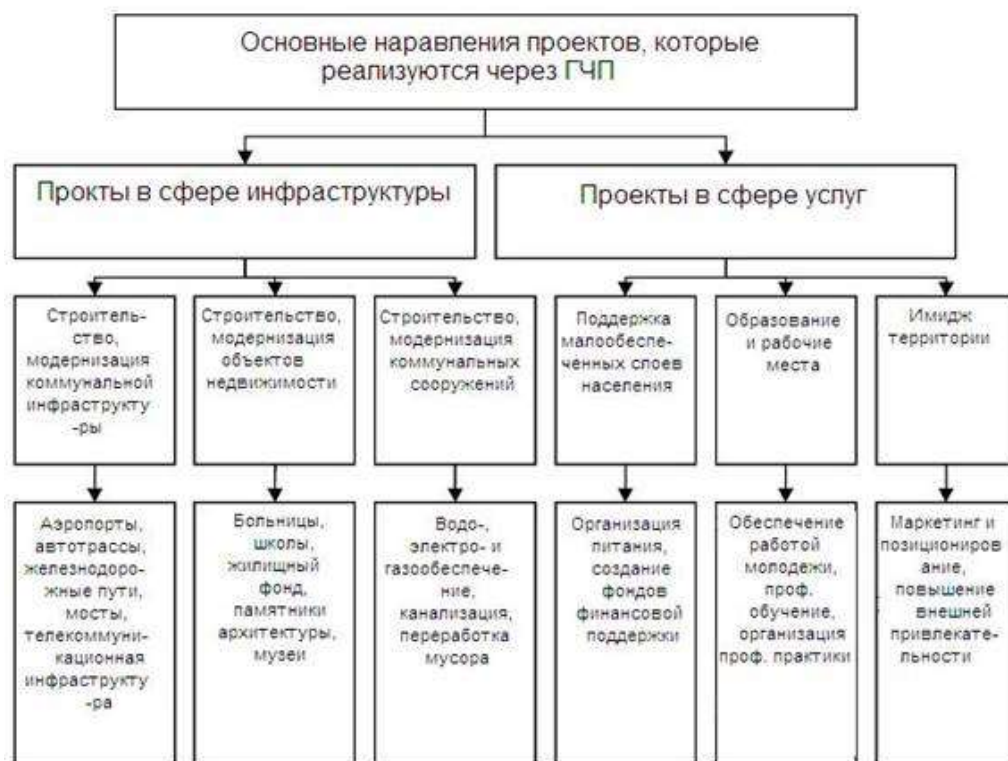 Основные наравления проектов, которые
реализуются через ГЧП
Прокты в сфере инфраструктуры
Проекты в сфере услуг
Строитель-
ство,
модернизация
коммунальной
инфраструкту
-ры
Строительство,
модернизация
объектов
недвижимости
Строительство,
модернизация
коммунальных
сооружений
Поддержка
малообеспе-
ченных слоев
населения
Образование
и рабочие
места
Имидж
территории
Аэропорты,
автотрассы,
железнодоро-
жные пути,
мосты,
телекоммуни-
кационная
инфраструкту
-ра
Больницы,
школы,
жилищный
фонд,
памятники
архитектуры,
музеи
Водо-,
электро- и
газообеспече-
ние,
канализация,
переработка
мусора
Организация
питания,
создание
фондов
финансовой
поддержки
Обеспечение
работой
молодежи,
проф.
обучение,
организация
проф. практики
Маркетинг и
позициониров
ание,
повышение
внешней
привлекате-
льности